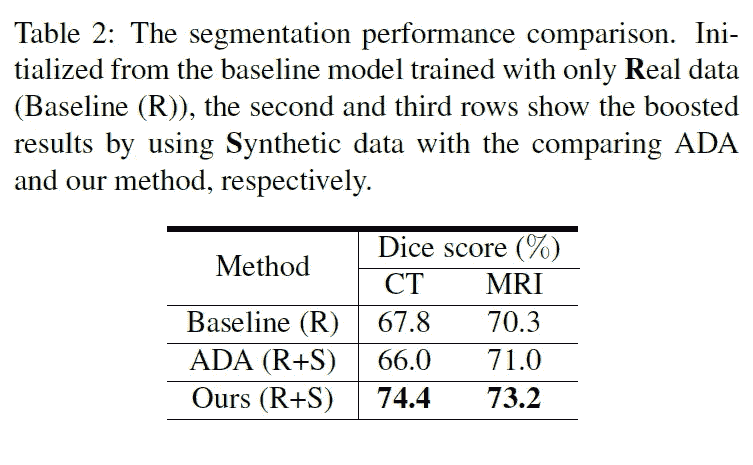 Table 2: The segmentation performance comparison. Ini-
tialized from the baseline model trained with only Real data
(Baseline (R)), the second and third rows show the boosted
results by using Synthetic data with the comparing ADA
and our method, respectively.
Method Dice score (%)
CT MRI
Baseline (R) 67.8 70.3
ADA (R+S) 66.0 71.0
Ours (R+S) 74.4 73.2